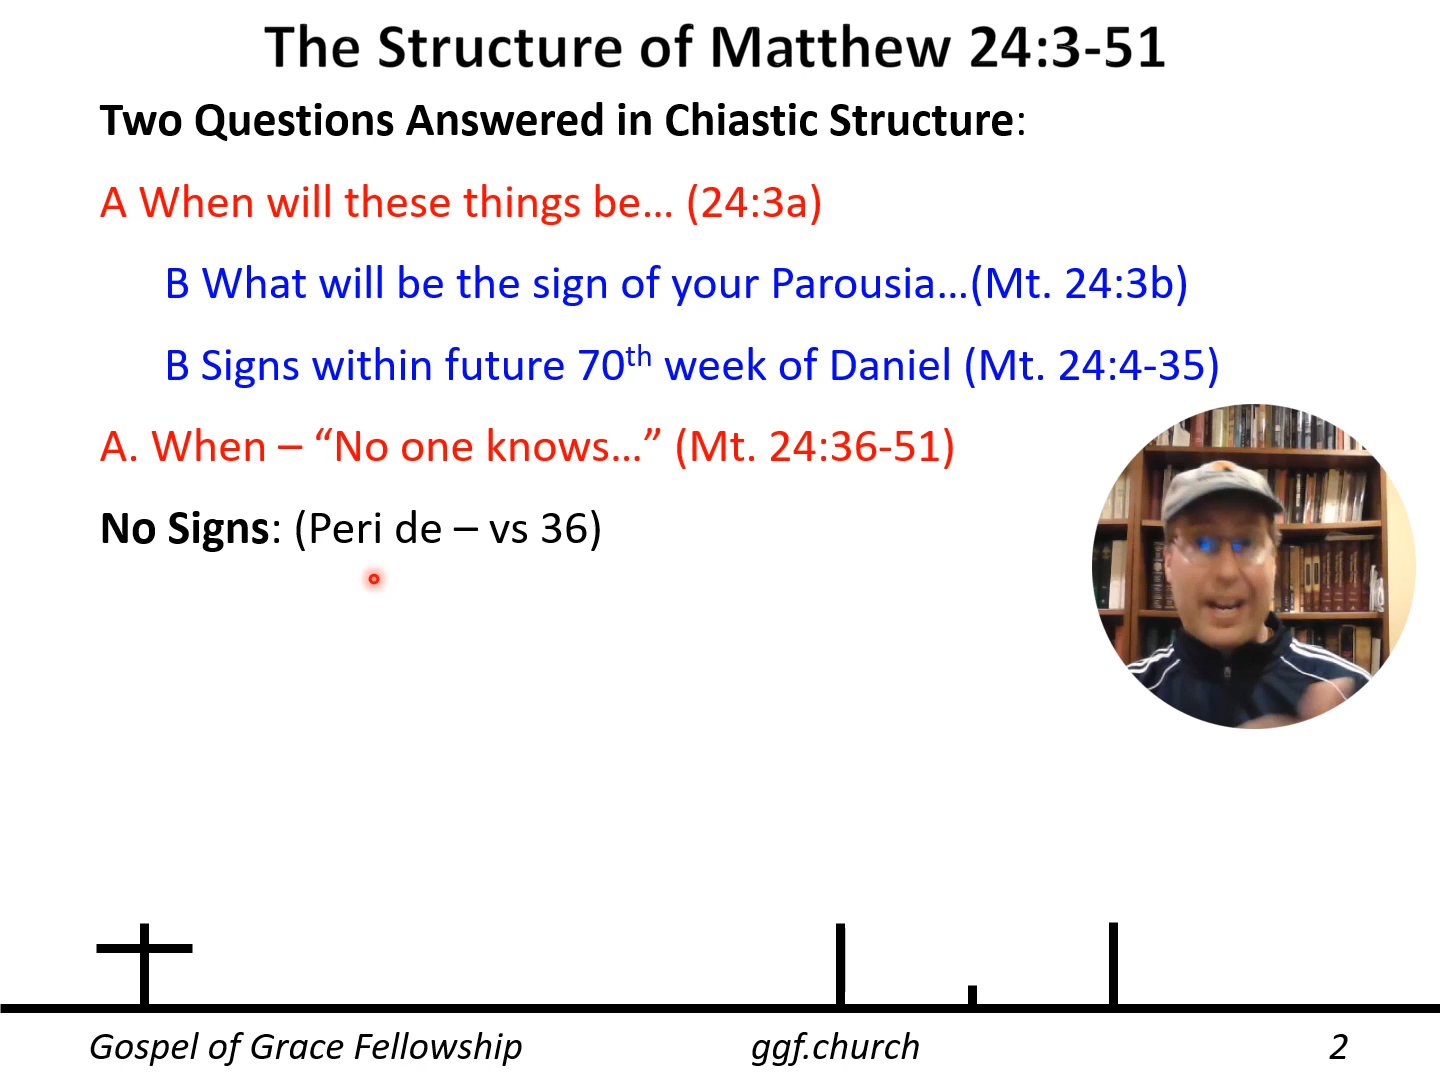 The Structure of Matthew 24:3-51
Two Questions Answered in Chiastic Structure:
A When will these things be... (24:3a)
B What will be the sign of your Parousia...(Mt. 24:3b)
B Signs within future 70th week of Daniel (Mt. 24:4-35)
A. When – “No one knows...” (Mt. 24:36-51)
No Signs: (Peri de – vs 36)
Gospel of Grace Fellowship
ggf.church
2